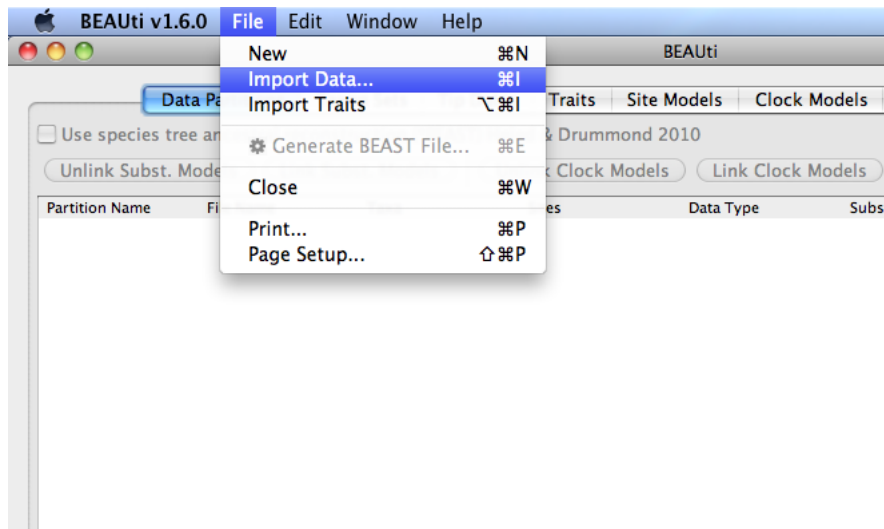 BEAUti v1.6.0 File Edit Window Help
BEAUti
New ⌘N
Import Data... ⌘I
Import Traits ⌥⌘I
Generate BEAST File... ⌘E
Close ⌘W
Print... ⌘P
Page Setup... ⇧⌘P
Data Traits Site Models Clock Models
Use species tree & Drummond 2010
Unlink Subst. Clock Models Link Clock Models
Partition Name Data Type Subs